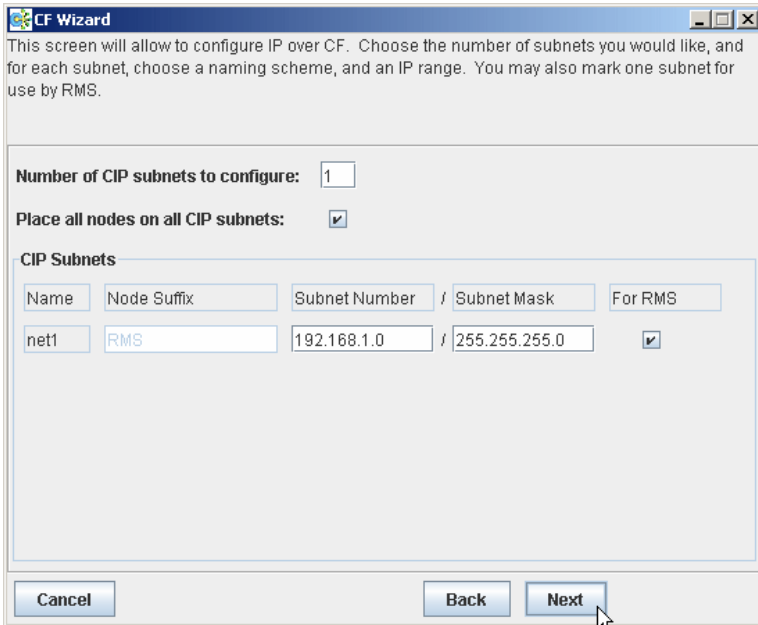 CF Wizard
This screen will allow to configure IP over CF. Choose the number of subnets you would like, and
for each subnet, choose a naming scheme, and an IP range. You may also mark one subnet for
use by RMS.
Number of CIP subnets to configure: 1
Place all nodes on all CIP subnets:
CIP Subnets
Name Node Suffix Subnet Number / Subnet Mask For RMS
net1 RMS 192.168.1.0 / 255.255.255.0
Cancel Back Next